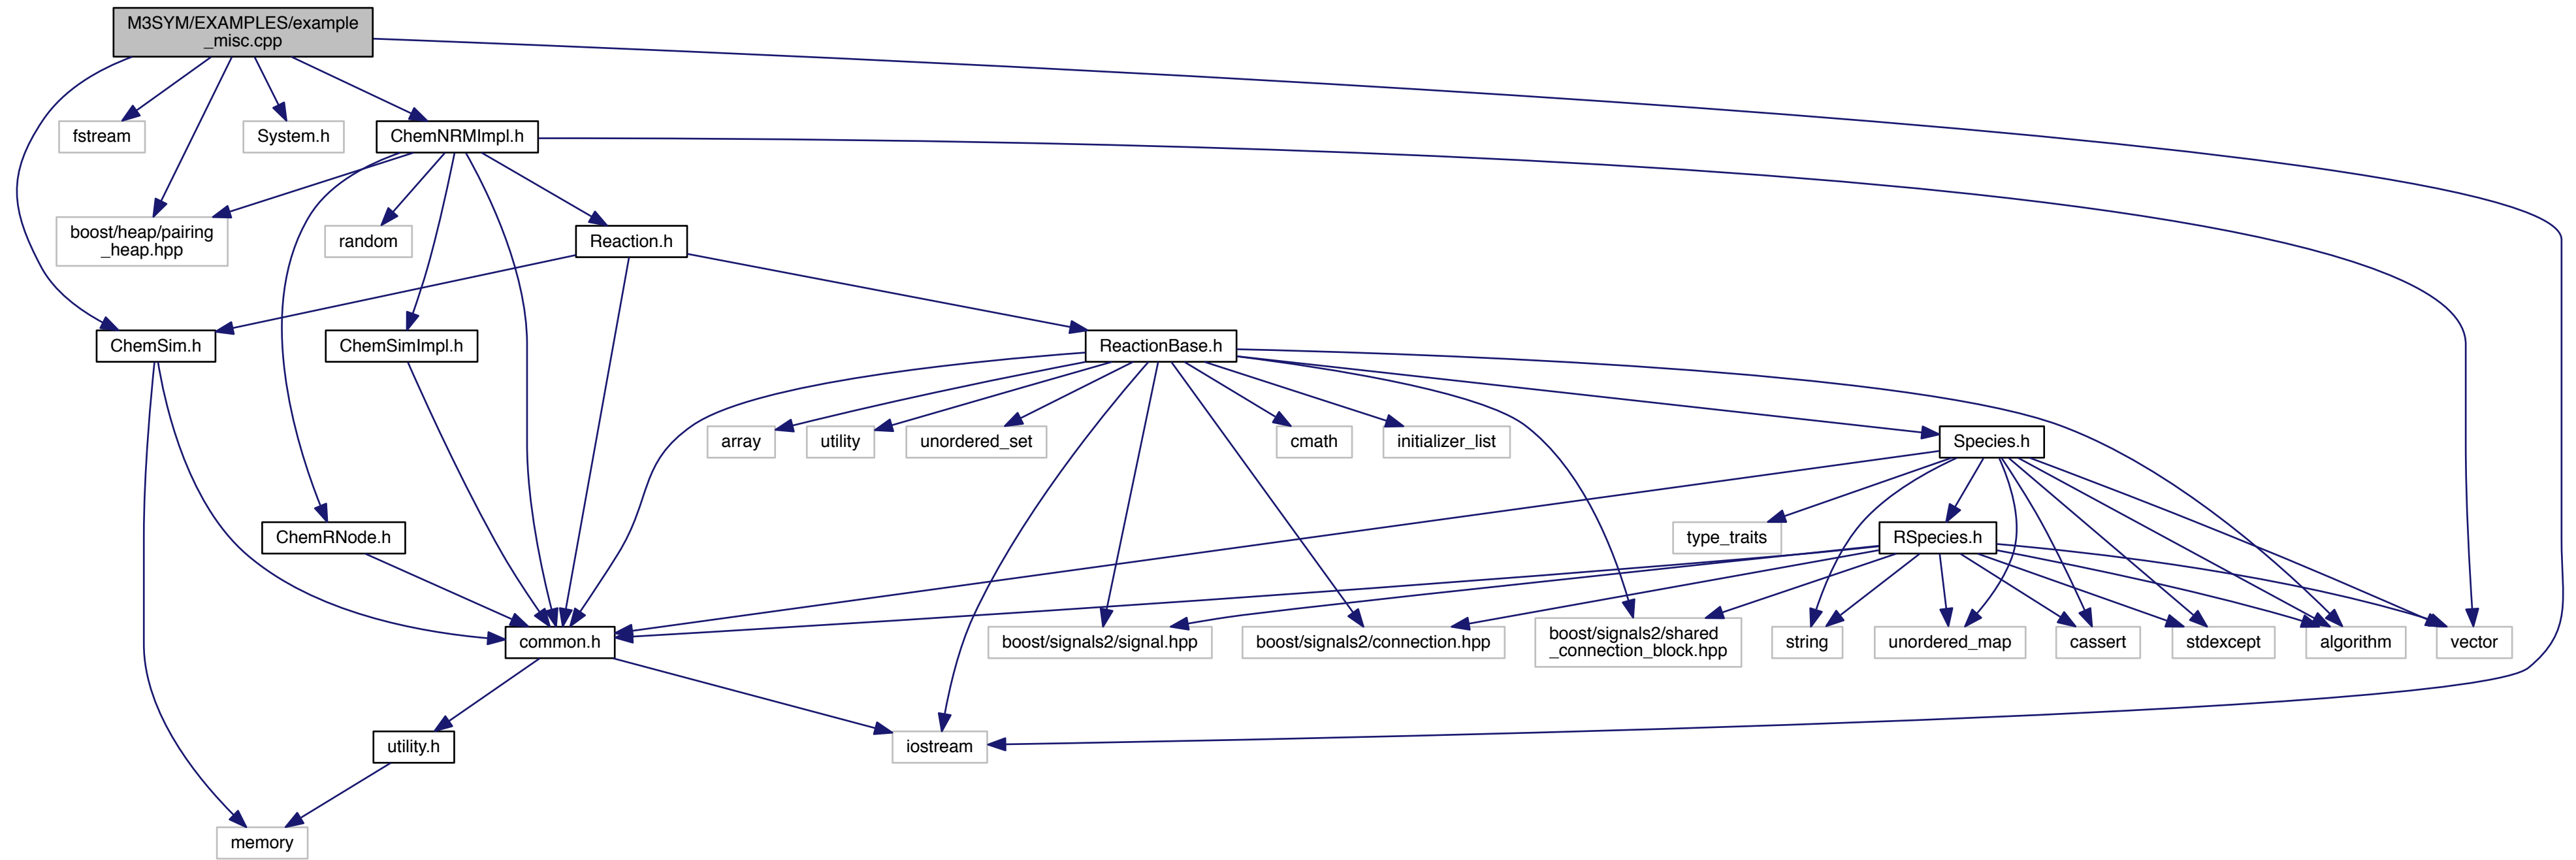 M3SYM/EXAMPLES/example
_misc.cpp
fstream
System.h
ChemNRMImpl.h
boost/heap/pairing
_heap.hpp
random
Reaction.h
ChemSim.h
ChemSimImpl.h
ReactionBase.h
array
utility
unordered_set
cmath
initializer_list
Species.h
ChemRNode.h
type_traits
RSpecies.h
common.h
boost/signals2/signal.hpp
boost/signals2/connection.hpp
boost/signals2/shared
_connection_block.hpp
string
unordered_map
cassert
stdexcept
algorithm
vector
utility.h
iostream
memory